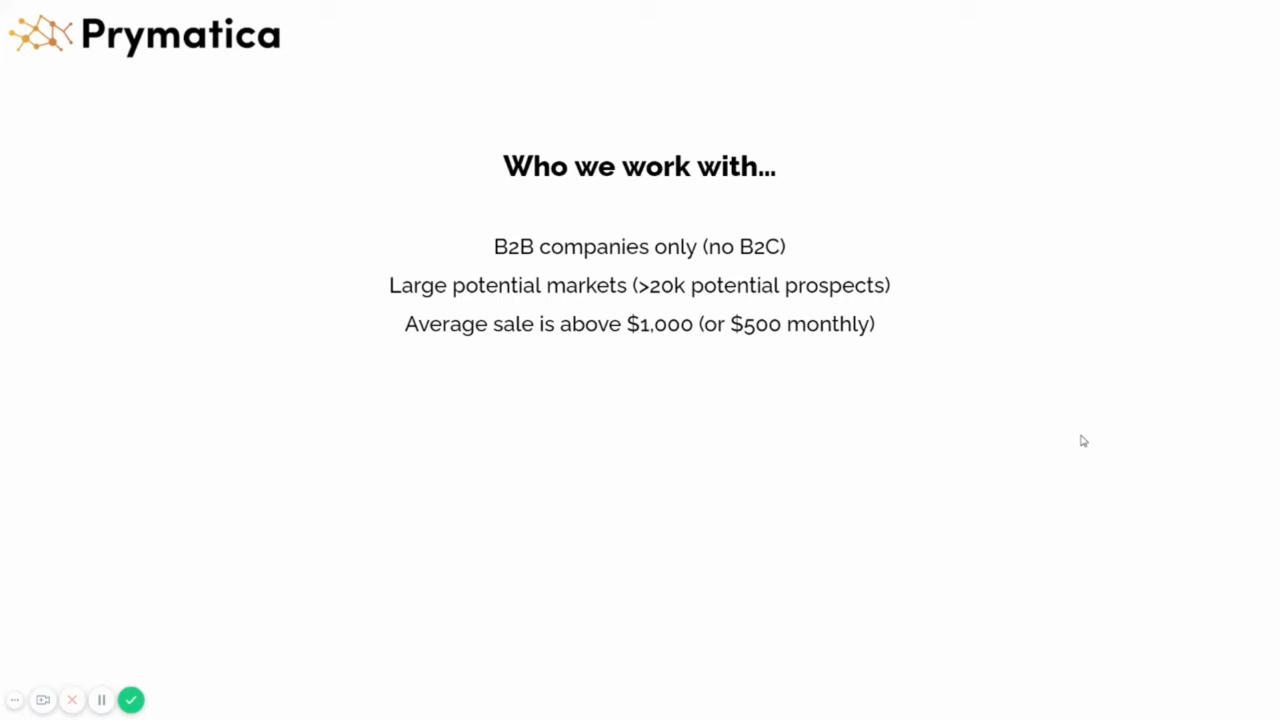 Prymatica
Who we work with...
B2B companies only (no B2C)
Large potential markets (>20k potential prospects)
Average sale is above $1,000 (or $500 monthly)